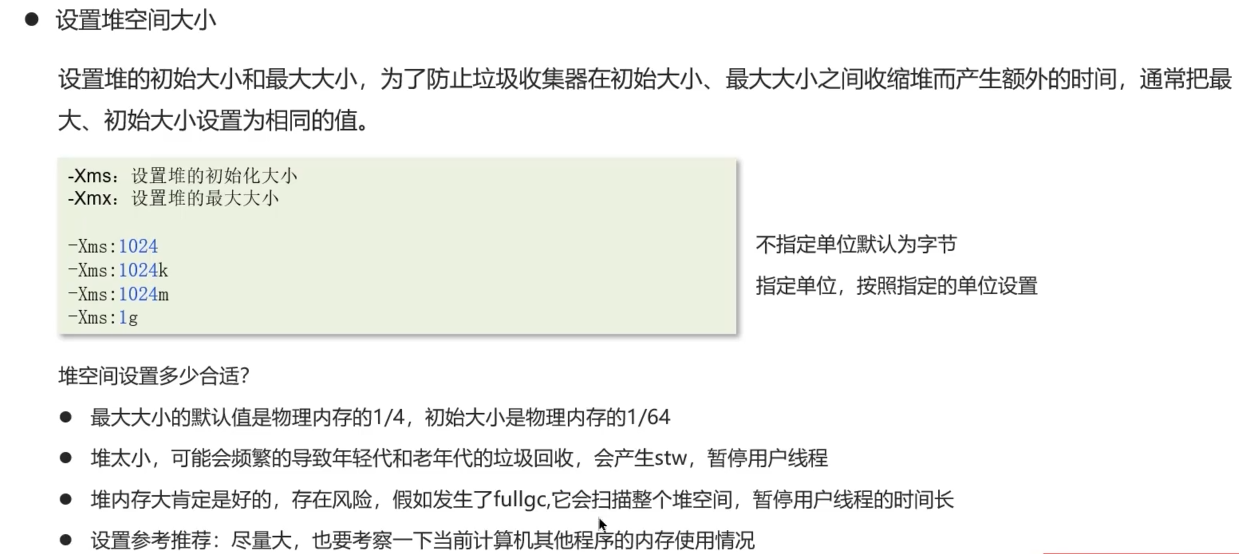 ● 设置堆空间大小
设置堆的初始大小和最大大小，为了防止垃圾收集器在初始大小、最大大小之间收缩堆而产生额外的时间，通常把最
大、初始大小设置为相同的值。
-Xms：设置堆的初始化大小
-Xmx：设置堆的最大大小
-Xms:1024
-Xms:1024k
-Xms:1024m
-Xms:1g
不指定单位默认为字节
指定单位，按照指定的单位设置
堆空间设置多少合适？
● 最大大小的默认值是物理内存的1/4，初始大小是物理内存的1/64
● 堆太小，可能会频繁的导致年轻代和老年代的垃圾回收，会产生stw，暂停用户线程
● 堆内存大肯定是好的，存在风险，假如发生了fullgc,它会扫描整个堆空间，暂停用户线程的时间长
● 设置参考推荐：尽量大，也要考察一下当前计算机其他程序的内存使用情况